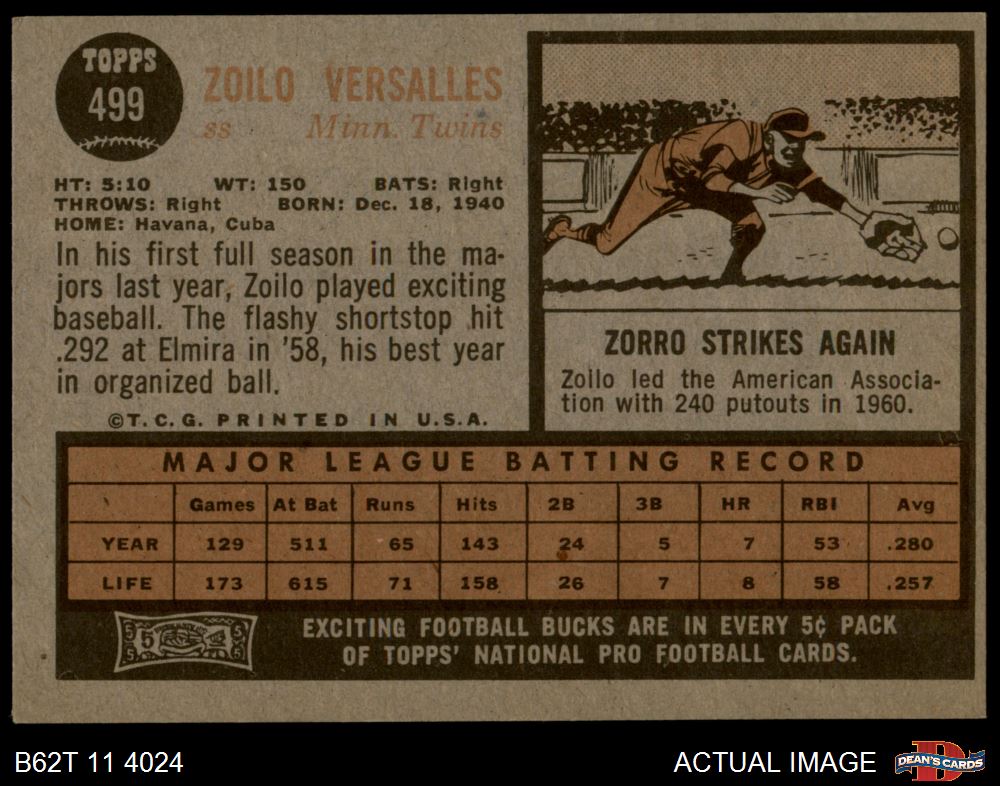 TOPPS
499
ZOILO VERSALLES
ss Minn. Twins
HT: 5:10 WT: 150 BATS: Right
THROWS: Right BORN: Dec. 18, 1940
HOME: Havana, Cuba
In his first full season in the ma-
jors last year, Zoilo played exciting
baseball. The flashy shortstop hit
.292 at Elmira in '58, his best year
in organized ball.
©T. C. G. PRINTED IN U.S.A.
ZORRO STRIKES AGAIN
Zoilo led the American Associa-
tion with 240 putouts in 1960.
MAJOR LEAGUE BATTING RECORD
Games At Bat Runs Hits 2B 3B HR RBI Avg
YEAR 129 511 65 143 24 5 7 53 .280
LIFE 173 615 71 158 26 7 8 58 .257
EXCITING FOOTBALL BUCKS ARE IN EVERY 5¢ PACK
OF TOPPS' NATIONAL PRO FOOTBALL CARDS.
B62T 11 4024 ACTUAL IMAGE DEAN'S CARDS